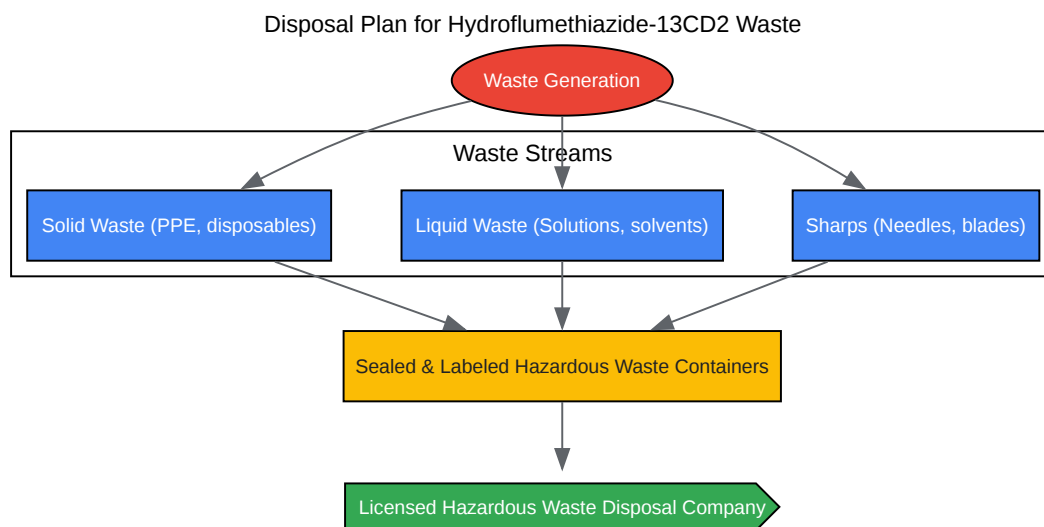 Disposal Plan for Hydroflumethiazide-13CD2 Waste
Waste Generation
Waste Streams
Solid Waste (PPE, disposables)
Liquid Waste (Solutions, solvents)
Sharps (Needles, blades)
Sealed & Labeled Hazardous Waste Containers
Licensed Hazardous Waste Disposal Company